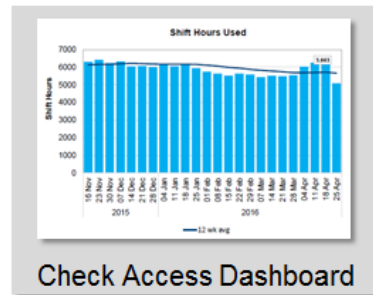 Shift Hours Used
7000
6000
5000
4000
3000
2000
1000
0
Shift Hours
16 Nov
23 Nov
30 Nov
07 Dec
14 Dec
21 Dec
28 Dec
04 Jan
11 Jan
18 Jan
25 Jan
01 Feb
08 Feb
15 Feb
22 Feb
29 Feb
07 Mar
14 Mar
21 Mar
28 Mar
04 Apr
11 Apr
18 Apr
25 Apr
2015
2016
12 wk avg
Check Access Dashboard